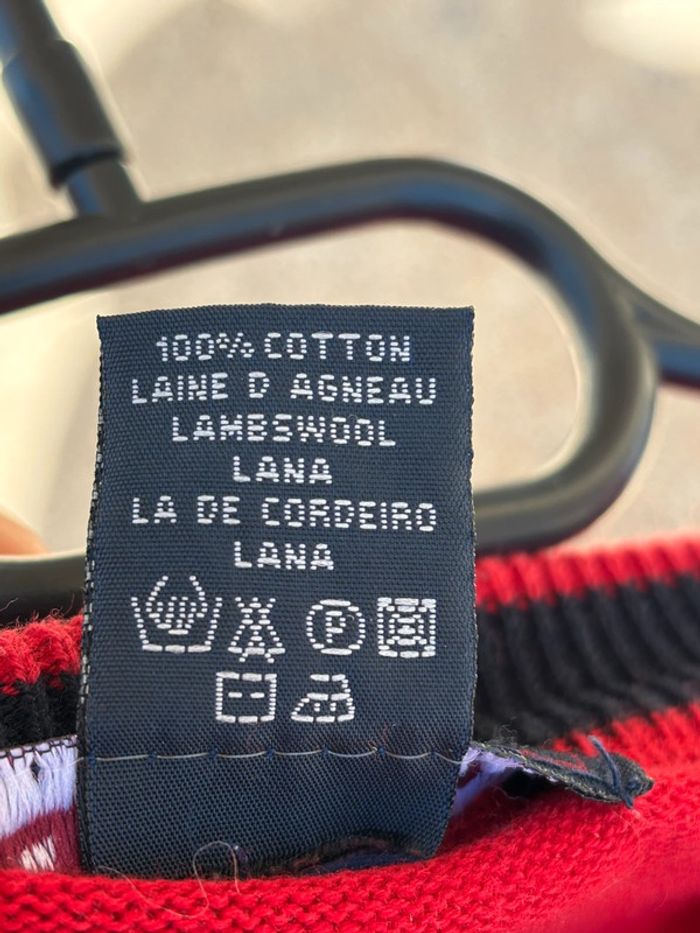 100% COTTON
LAINE D AGNEAU
LAMBSWOOL
LANA
LA DE CORDEIRO
LANA
P